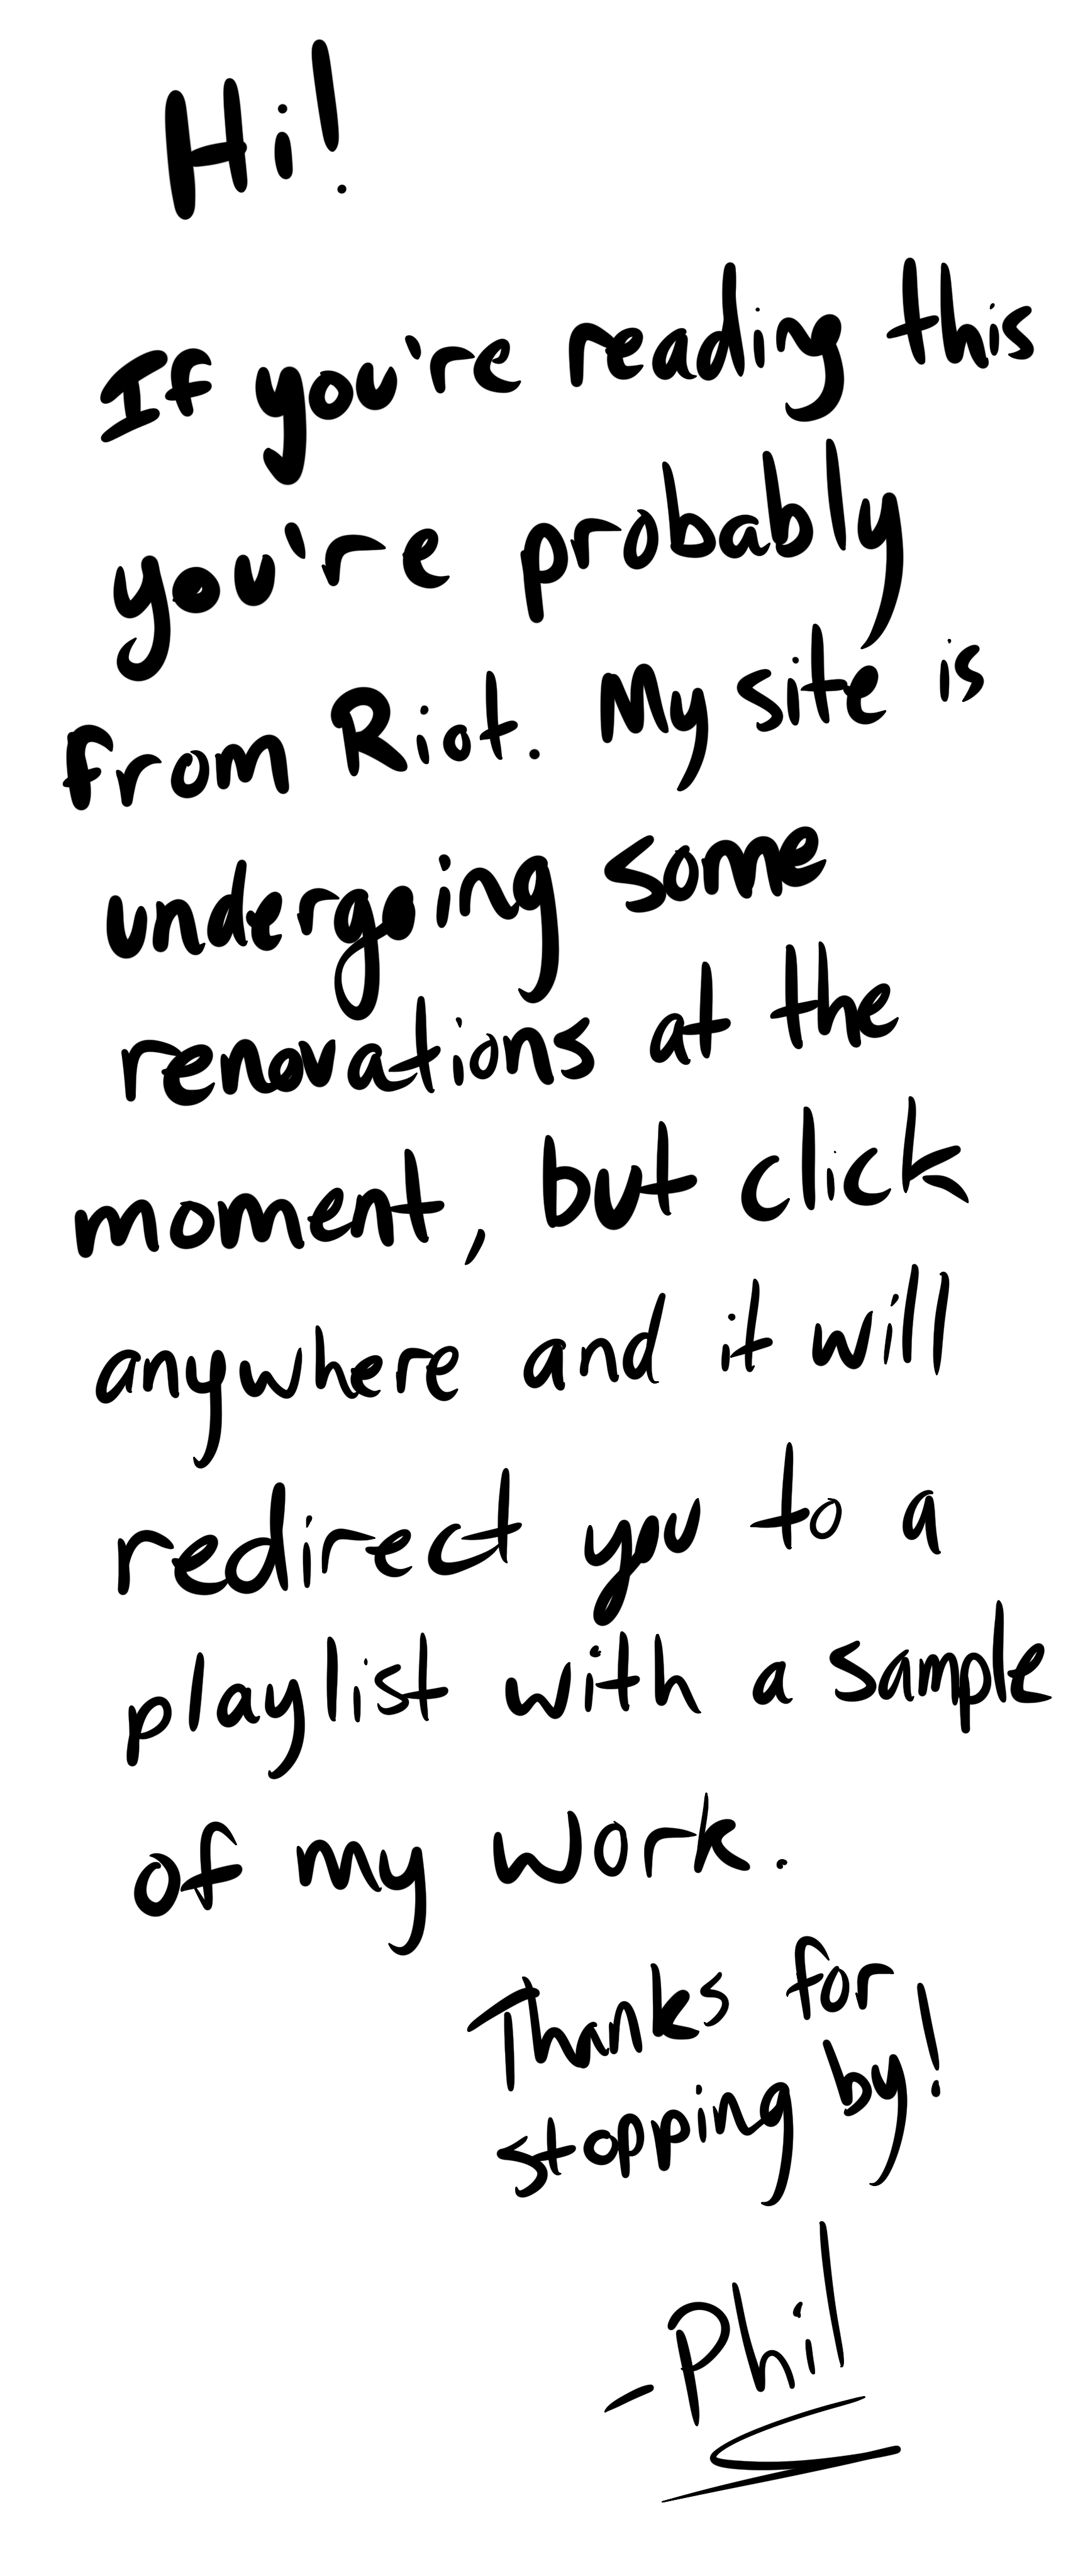 Hi!
If you're reading this
you're probably
from Riot. My site is
undergoing some
renovations at the
moment, but click
anywhere and it will
redirect you to a
playlist with a sample
of my work.
Thanks for
stopping by!
-Phil